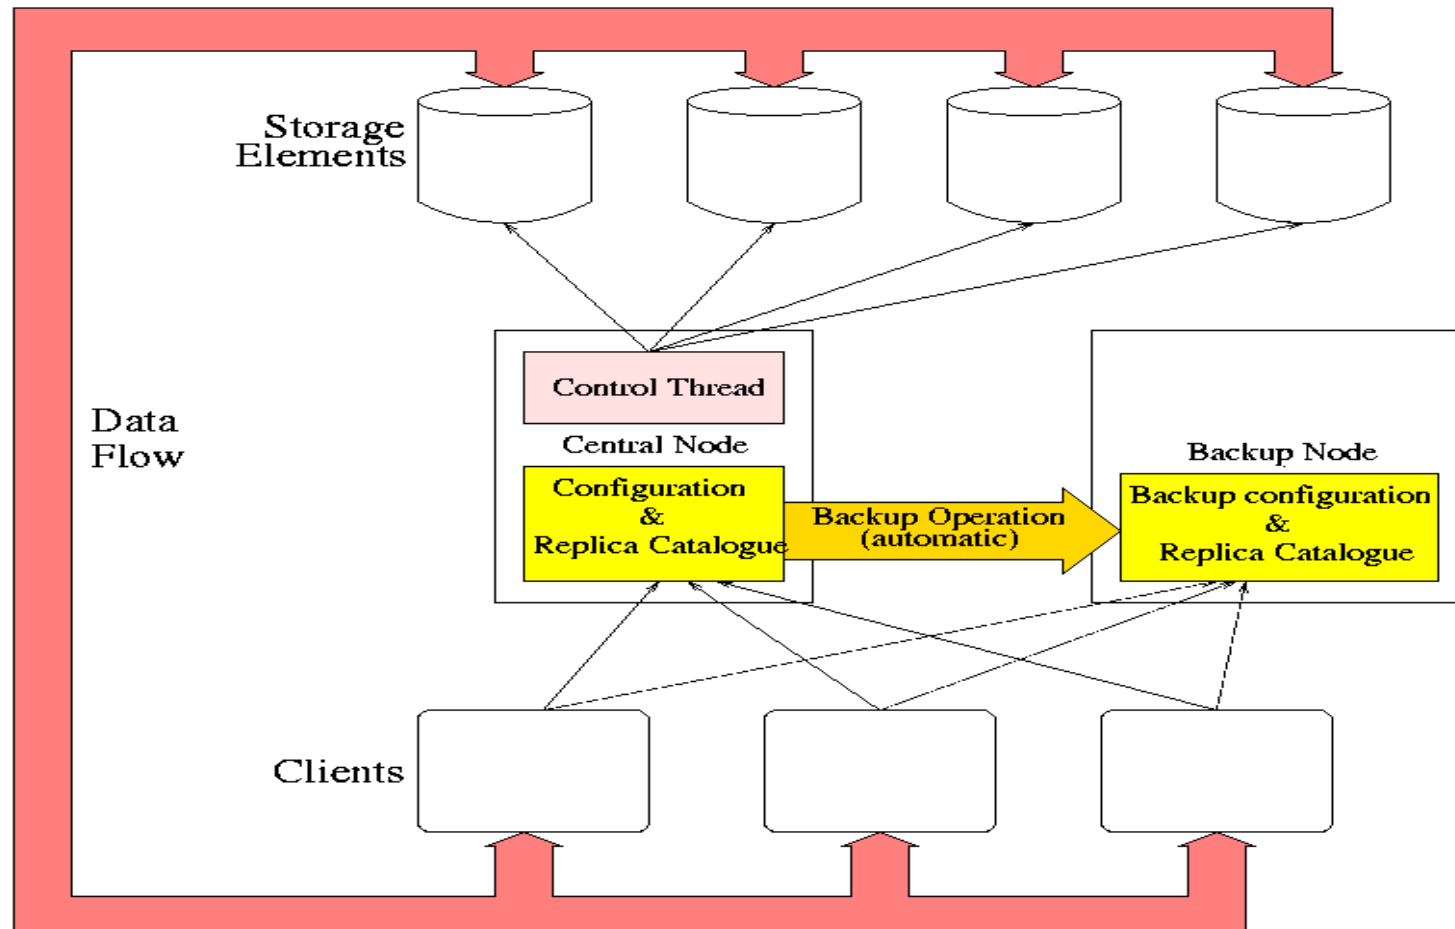 Storage
Elements
Control Thread
Data
Flow
Central Node
Backup Node
Configuration
&
Replica Catalogue
Backup Operation
(automatic)
Backup configuration
&
Replica Catalogue
Clients